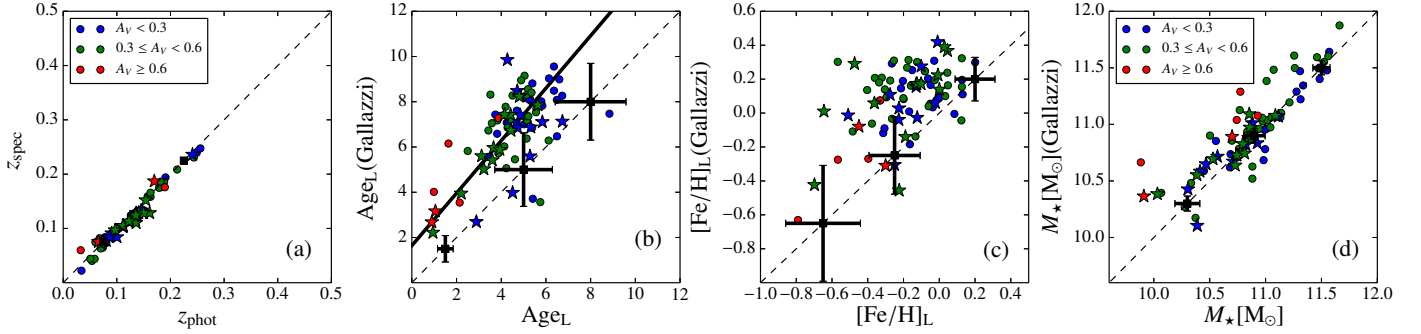 0.5
0.4
0.3
0.2
0.1
z_spec
A_V < 0.3
0.3 ≤ A_V < 0.6
A_V ≥ 0.6
(a)
0.0 0.1 0.2 0.3 0.4 0.5
z_phot
12
10
8
6
4
2
Age_L(Gallazzi)
(b)
0 2 4 6 8 10 12
Age_L
0.6
0.4
0.2
0.0
−0.2
−0.4
−0.6
−0.8
[Fe/H]_L(Gallazzi)
(c)
−1.0 −0.8 −0.6 −0.4 −0.2 0.0 0.2 0.4
[Fe/H]_L
12.0
11.5
11.0
10.5
10.0
M_★[M_⊙](Gallazzi)
A_V < 0.3
0.3 ≤ A_V < 0.6
A_V ≥ 0.6
(d)
10.0 10.5 11.0 11.5 12.0
M_★[M_⊙]